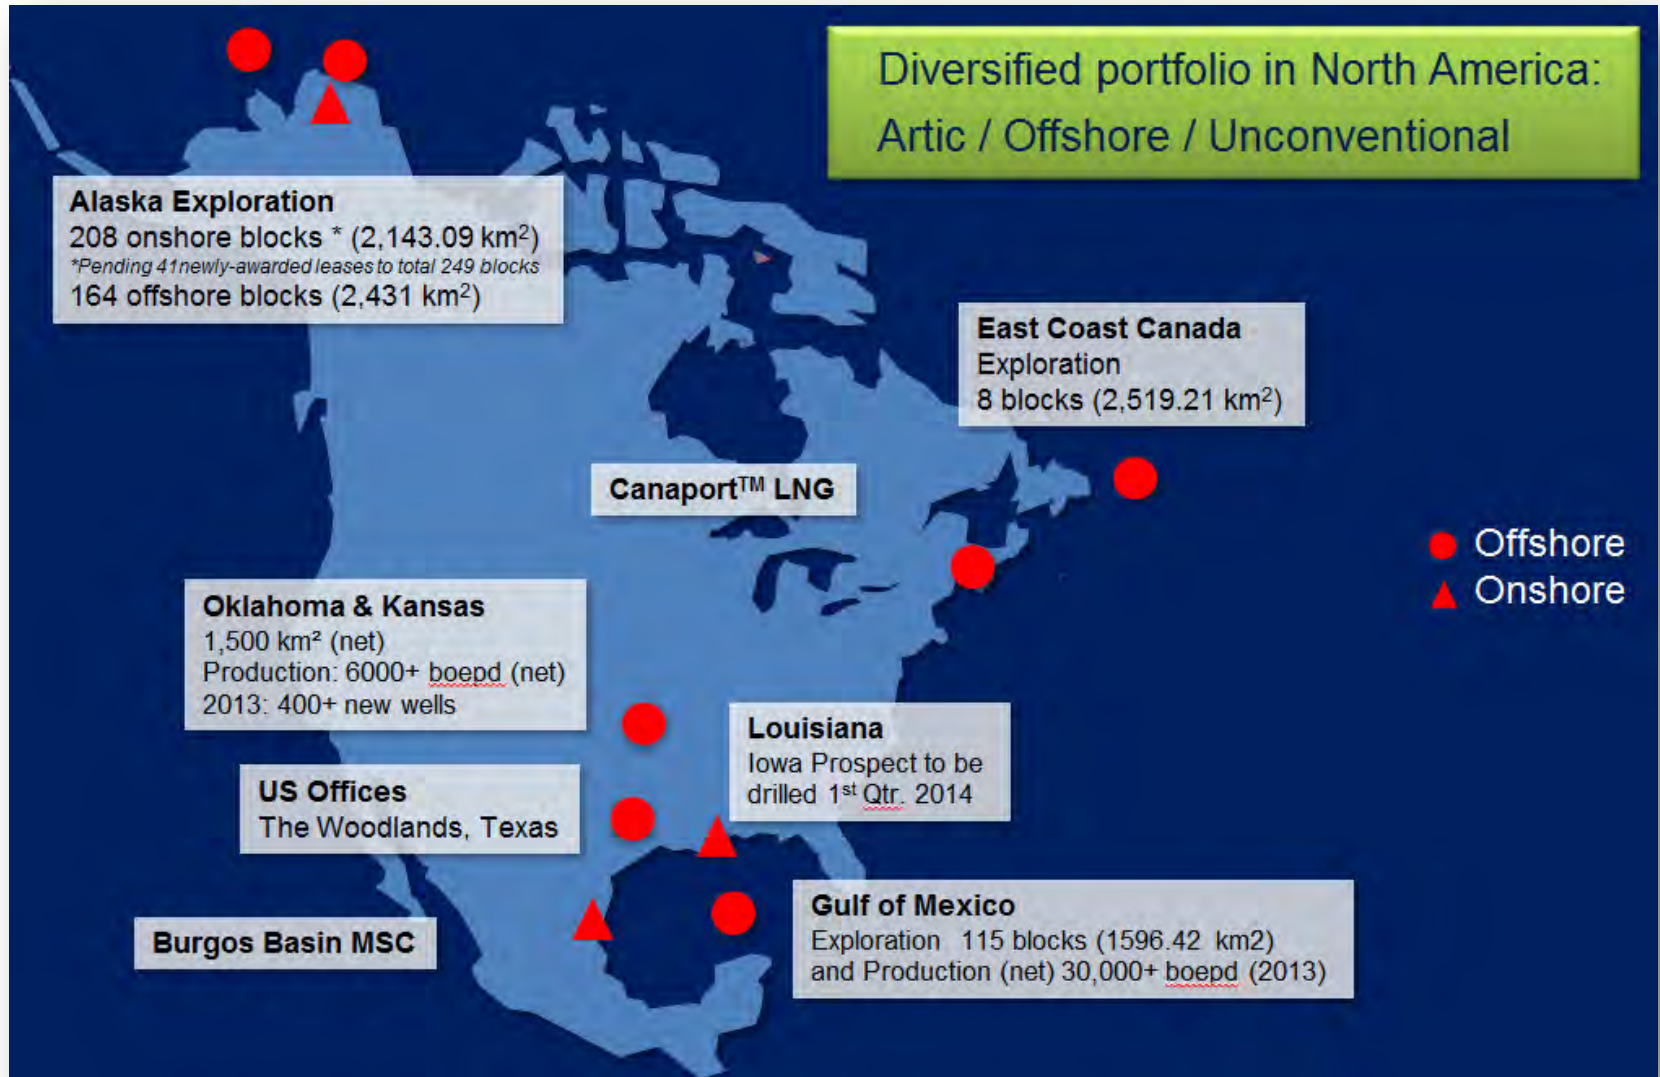 Diversified portfolio in North America:
Artic / Offshore / Unconventional
Alaska Exploration
208 onshore blocks * (2,143.09 km²)
*Pending 41newly-awarded leases to total 249 blocks
164 offshore blocks (2,431 km²)
East Coast Canada
Exploration
8 blocks (2,519.21 km²)
Canaport™ LNG
Offshore
Onshore
Oklahoma & Kansas
1,500 km² (net)
Production: 6000+ boepd (net)
2013: 400+ new wells
Louisiana
Iowa Prospect to be
drilled 1st Qtr. 2014
US Offices
The Woodlands, Texas
Gulf of Mexico
Exploration 115 blocks (1596.42 km2)
and Production (net) 30,000+ boepd (2013)
Burgos Basin MSC